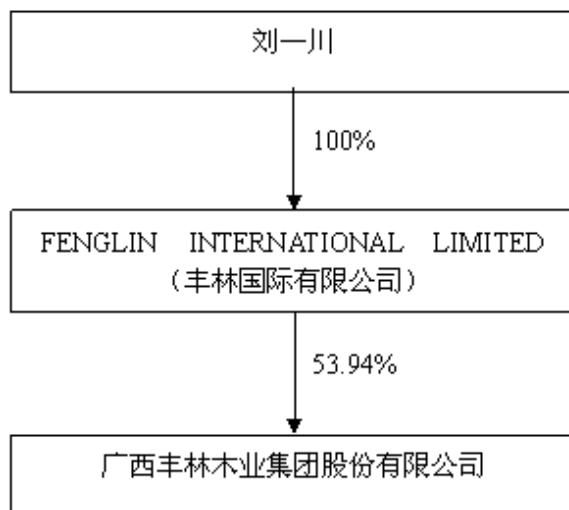 刘一川
100%
FENGLIN INTERNATIONAL LIMITED
（丰林国际有限公司）
53.94%
广西丰林木业集团股份有限公司